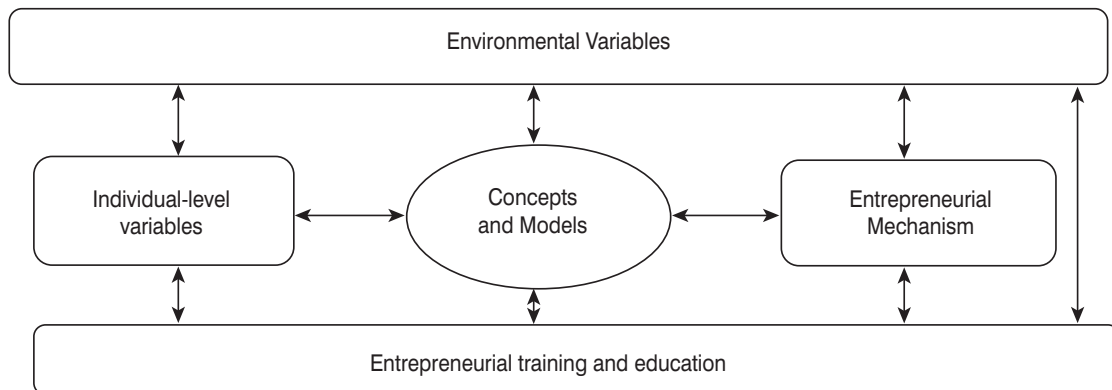 Environmental Variables
Individual-level
variables
Concepts
and Models
Entrepreneurial
Mechanism
Entrepreneurial training and education